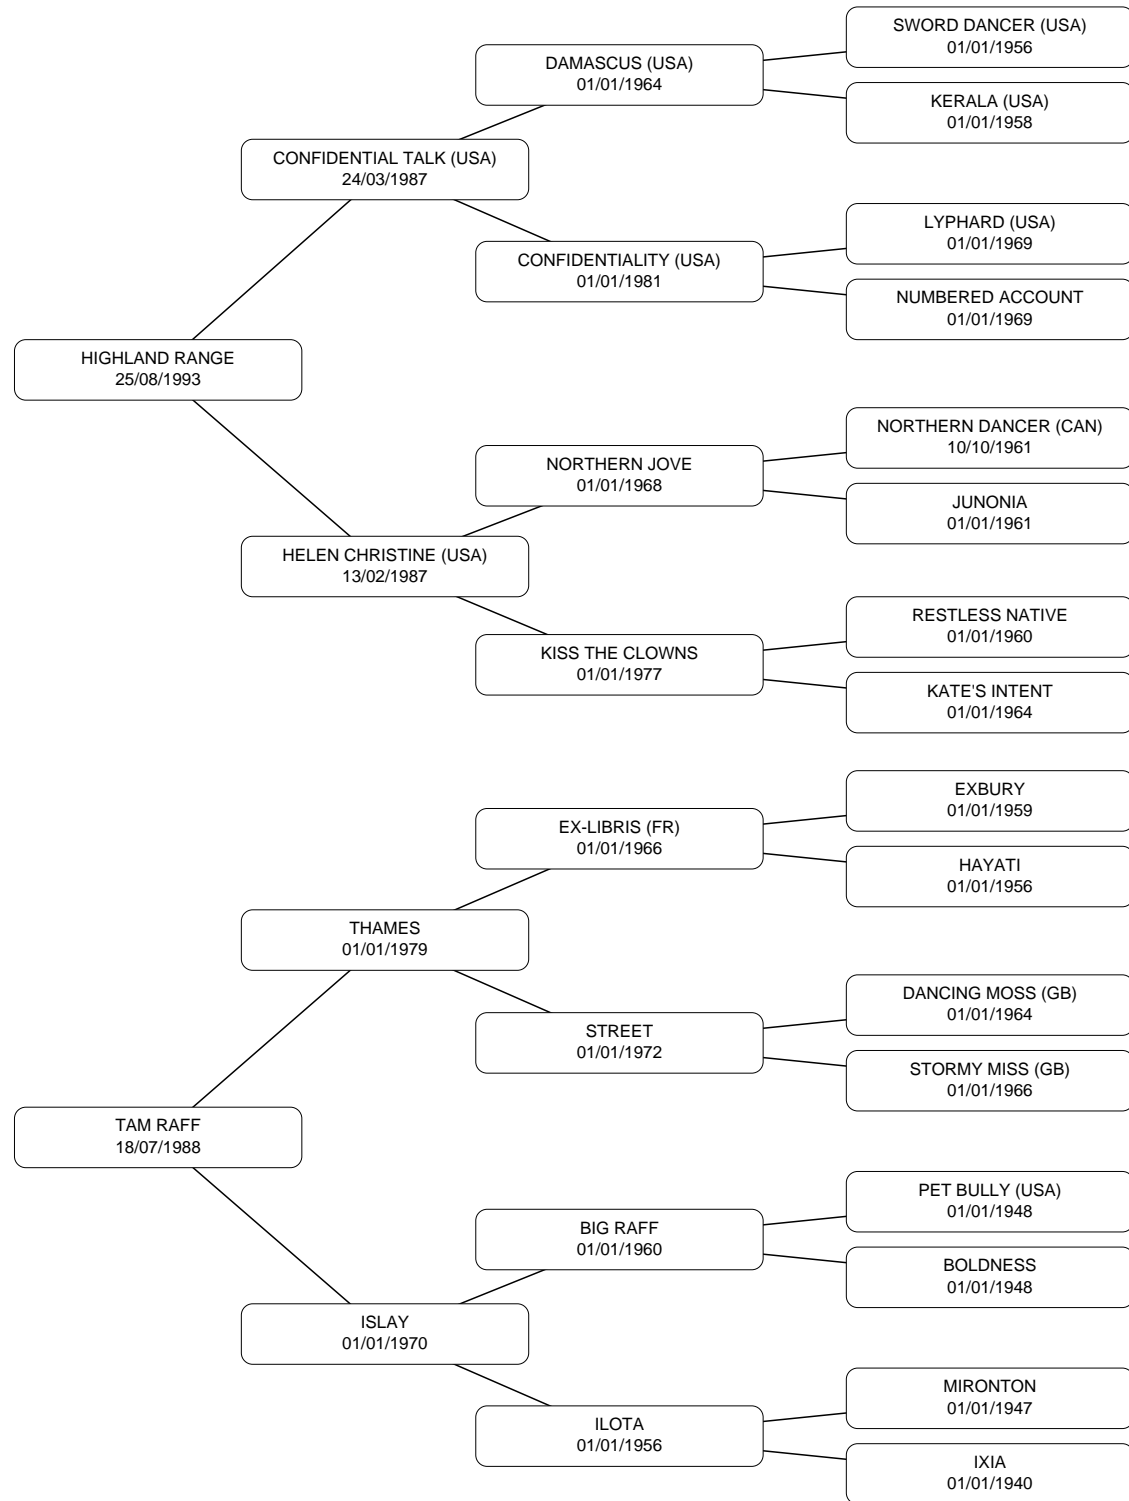 SWORD DANCER (USA)
01/01/1956
DAMASCUS (USA)
01/01/1964
KERALA (USA)
01/01/1958
CONFIDENTIAL TALK (USA)
24/03/1987
LYPHARD (USA)
01/01/1969
CONFIDENTIALITY (USA)
01/01/1981
NUMBERED ACCOUNT
01/01/1969
HIGHLAND RANGE
25/08/1993
NORTHERN DANCER (CAN)
10/10/1961
NORTHERN JOVE
01/01/1968
JUNONIA
01/01/1961
HELEN CHRISTINE (USA)
13/02/1987
RESTLESS NATIVE
01/01/1960
KISS THE CLOWNS
01/01/1977
KATE'S INTENT
01/01/1964
EXBURY
01/01/1959
EX-LIBRIS (FR)
01/01/1966
HAYATI
01/01/1956
THAMES
01/01/1979
DANCING MOSS (GB)
01/01/1964
STREET
01/01/1972
STORMY MISS (GB)
01/01/1966
TAM RAFF
18/07/1988
PET BULLY (USA)
01/01/1948
BIG RAFF
01/01/1960
BOLDNESS
01/01/1948
ISLAY
01/01/1970
MIRONTON
01/01/1947
ILOTA
01/01/1956
IXIA
01/01/1940